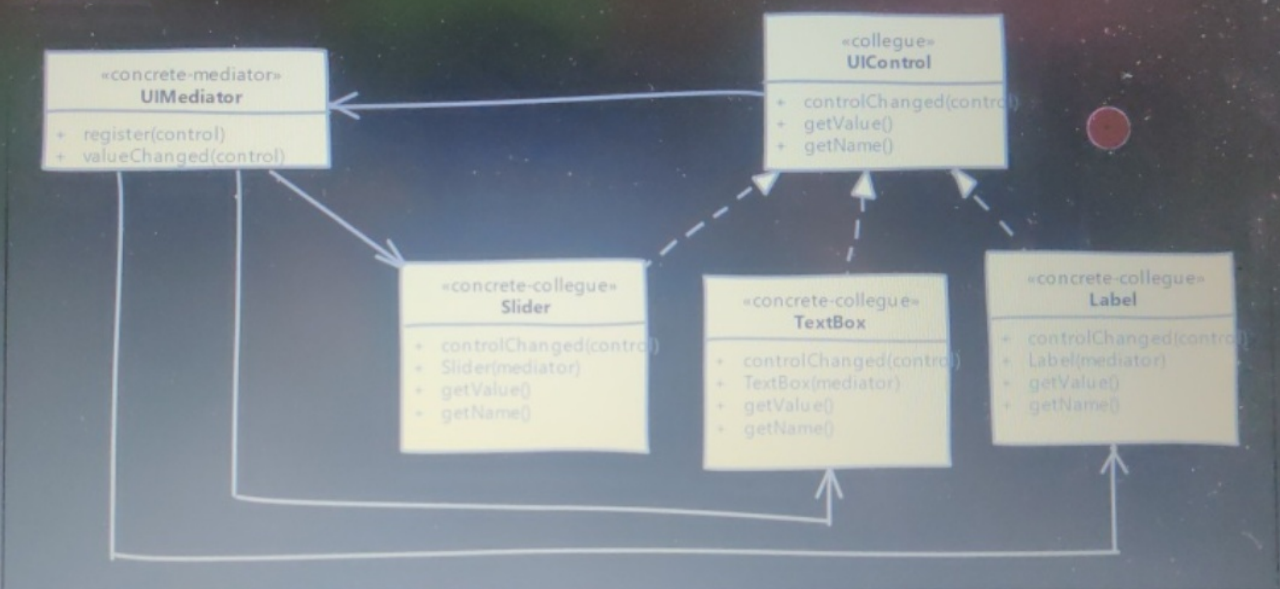 «concrete-mediator»
UIMediator
+ register(control)
+ valueChanged(control)
«collegue»
UIControl
+ controlChanged(control)
+ getValue()
+ getName()
«concrete-collegue»
Slider
+ controlChanged(control)
+ Slider(mediator)
+ getValue()
+ getName()
«concrete-collegue»
TextBox
+ controlChanged(control)
+ TextBox(mediator)
+ getValue()
+ getName()
«concrete-collegue»
Label
+ controlChanged(control)
+ Label(mediator)
+ getValue()
+ getName()